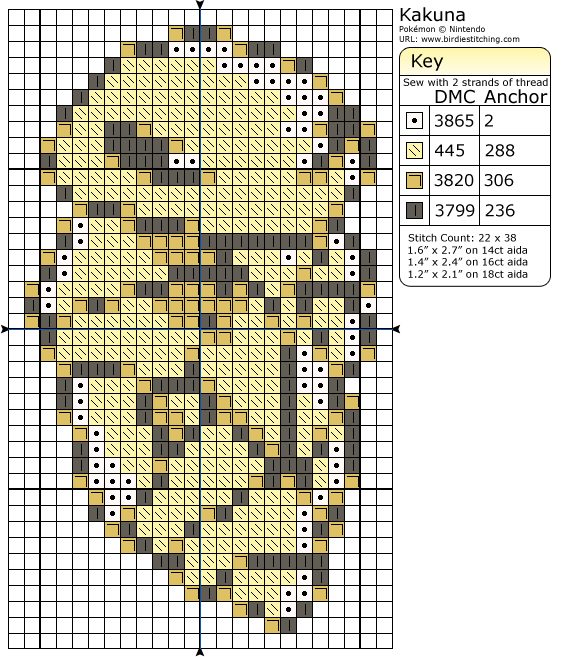 Kakuna
Pokémon © Nintendo
URL: www.birdiestitching.com
Key
Sew with 2 strands of thread
DMC Anchor
3865 2
445 288
3820 306
3799 236
Stitch Count: 22 x 38
1.6” x 2.7” on 14ct aida
1.4” x 2.4” on 16ct aida
1.2” x 2.1” on 18ct aida